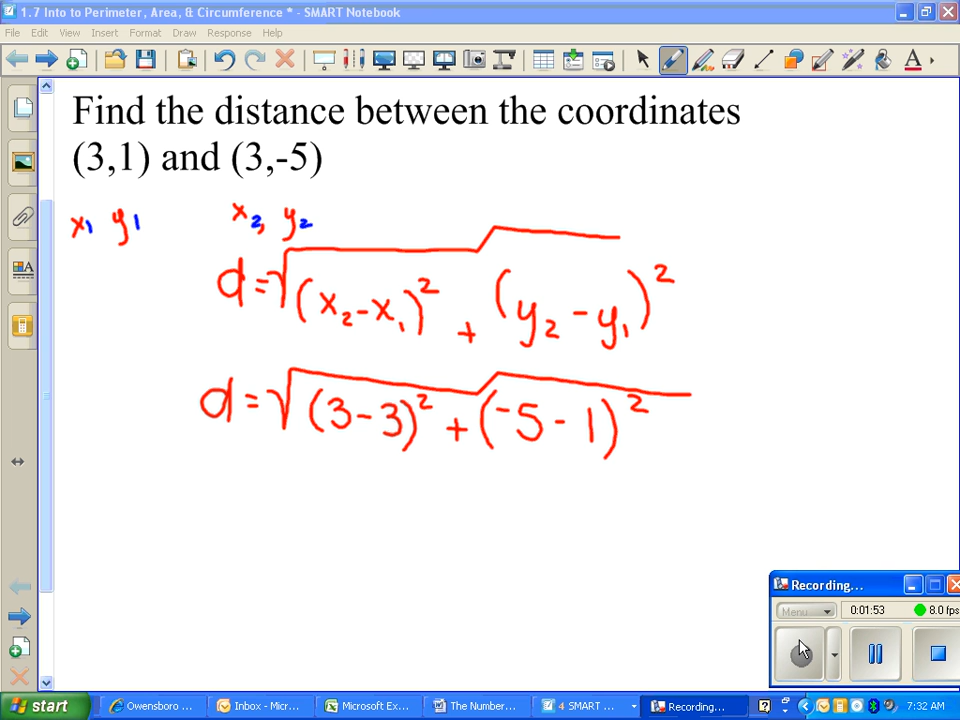 1.7 Into to Perimeter, Area, & Circumference * - SMART Notebook
File Edit View Insert Format Draw Response Help
Find the distance between the coordinates
(3,1) and (3,-5)
x1 y1 x2, y2
d=√(x₂-x₁)² + (y₂-y₁)²
d=√(3-3)² + (-5-1)²
Recording...
Menu 0:01:53 8.0 fps
start Owensboro ... Inbox - Micr... Microsoft Ex... The Number... 4 SMART ... Recording... 7:32 AM